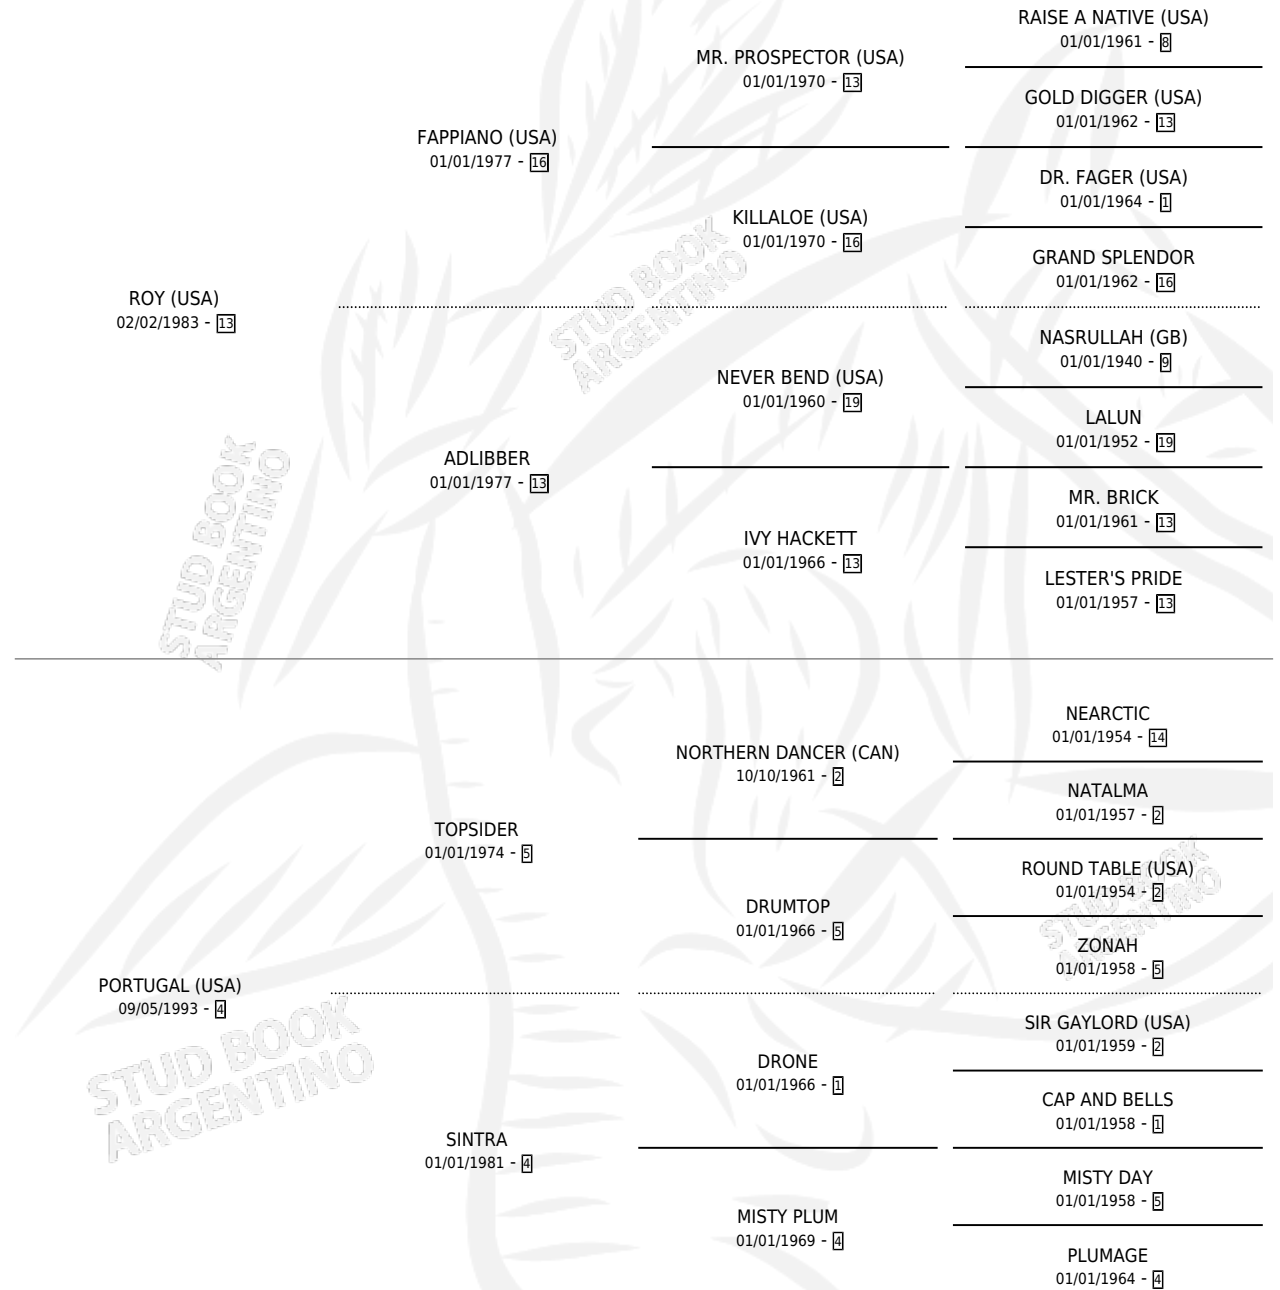 RAISE A NATIVE (USA)
01/01/1961 - 8
MR. PROSPECTOR (USA)
01/01/1970 - 13
GOLD DIGGER (USA)
01/01/1962 - 13
FAPPIANO (USA)
01/01/1977 - 16
DR. FAGER (USA)
01/01/1964 - 1
KILLALOE (USA)
01/01/1970 - 16
GRAND SPLENDOR
01/01/1962 - 16
ROY (USA)
02/02/1983 - 13
STUD BOOK
ARGENTINO
NASRULLAH (GB)
01/01/1940 - 9
NEVER BEND (USA)
01/01/1960 - 19
LALUN
01/01/1952 - 19
ADLIBBER
01/01/1977 - 13
MR. BRICK
01/01/1961 - 13
IVY HACKETT
01/01/1966 - 13
LESTER'S PRIDE
01/01/1957 - 13
STUD BOOK
ARGENTINO
NEARCTIC
01/01/1954 - 14
NORTHERN DANCER (CAN)
10/10/1961 - 2
NATALMA
01/01/1957 - 2
TOPSIDER
01/01/1974 - 5
ROUND TABLE (USA)
01/01/1954 - 2
DRUMTOP
01/01/1966 - 5
ZONAH
01/01/1958 - 5
STUD BOOK
ARGENTINO
PORTUGAL (USA)
09/05/1993 - 4
SIR GAYLORD (USA)
01/01/1959 - 2
DRONE
01/01/1966 - 1
CAP AND BELLS
01/01/1958 - 1
STUD BOOK
ARGENTINO
SINTRA
01/01/1981 - 4
MISTY DAY
01/01/1958 - 5
MISTY PLUM
01/01/1969 - 4
PLUMAGE
01/01/1964 - 4